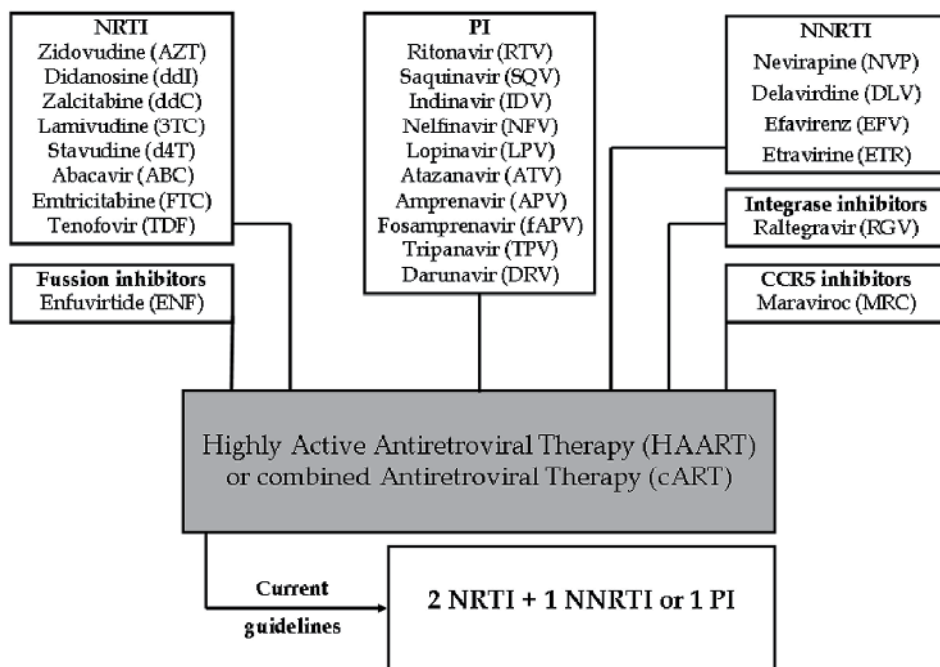 NRTI
Zidovudine (AZT)
Didanosine (ddI)
Zalcitabine (ddC)
Lamivudine (3TC)
Stavudine (d4T)
Abacavir (ABC)
Emtricitabine (FTC)
Tenofovir (TDF)
Fussion inhibitors
Enfuvirtide (ENF)
PI
Ritonavir (RTV)
Saquinavir (SQV)
Indinavir (IDV)
Nelfinavir (NFV)
Lopinavir (LPV)
Atazanavir (ATV)
Amprenavir (APV)
Fosamprenavir (fAPV)
Tripanavir (TPV)
Darunavir (DRV)
NNRTI
Nevirapine (NVP)
Delavirdine (DLV)
Efavirenz (EFV)
Etravirine (ETR)
Integrase inhibitors
Raltegravir (RGV)
CCR5 inhibitors
Maraviroc (MRC)
Highly Active Antiretroviral Therapy (HAART)
or combined Antiretroviral Therapy (cART)
Current
guidelines
2 NRTI + 1 NNRTI or 1 PI